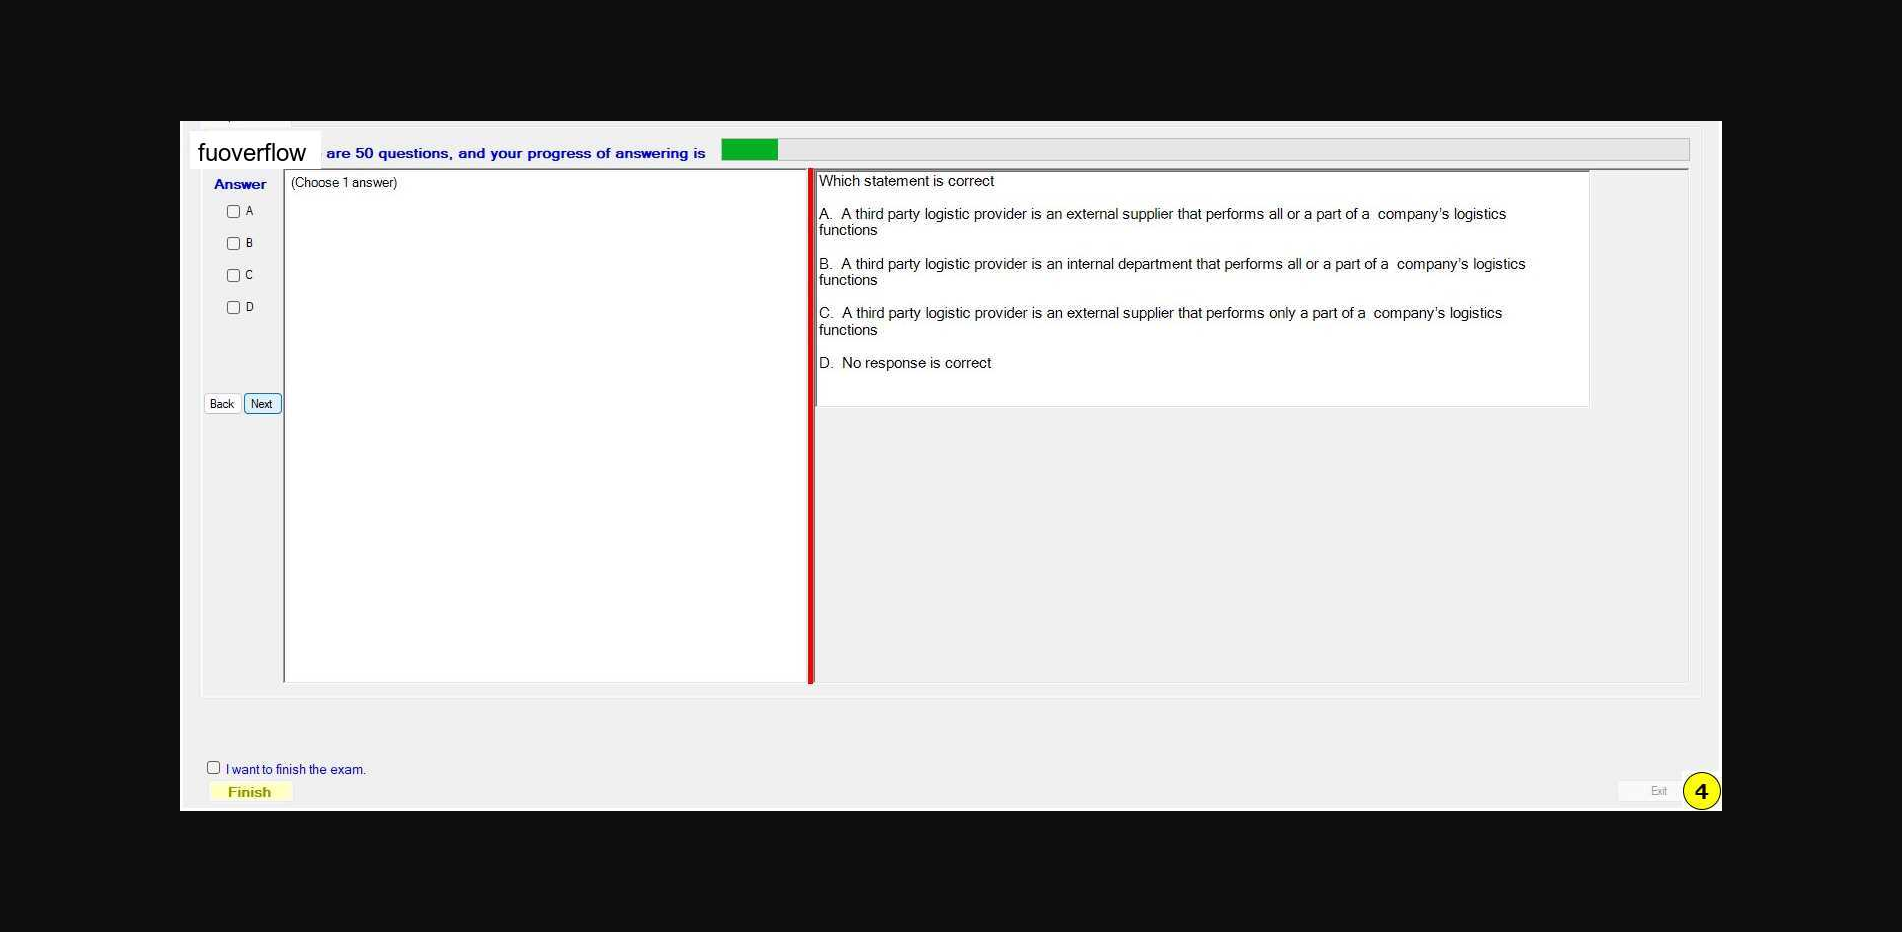 fuoverflow are 50 questions, and your progress of answering is
Answer
(Choose 1 answer)
A
B
C
D
Back Next
Which statement is correct
A. A third party logistic provider is an external supplier that performs all or a part of a company's logistics
functions
B. A third party logistic provider is an internal department that performs all or a part of a company's logistics
functions
C. A third party logistic provider is an external supplier that performs only a part of a company's logistics
functions
D. No response is correct
I want to finish the exam.
Finish
Exit
4